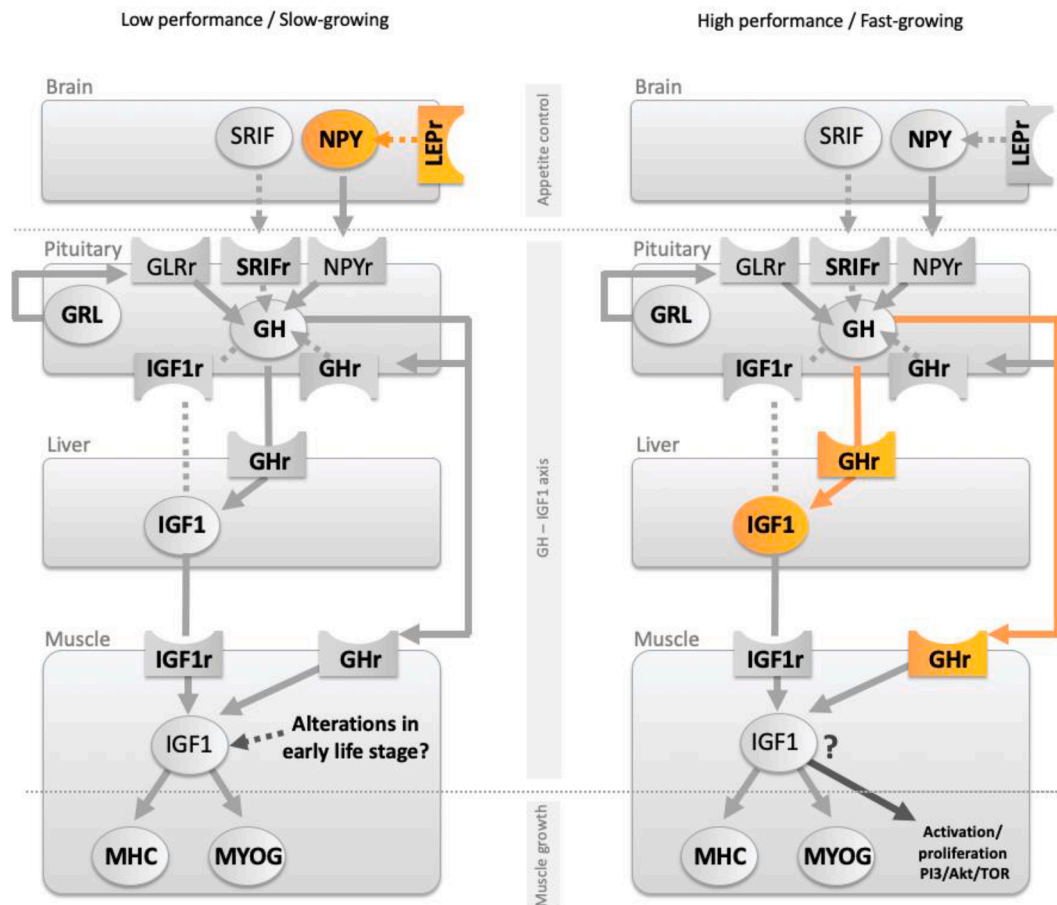 Low performance / Slow-growing
Brain
SRIF
NPY
LEPr
Pituitary
GLRr
SRIFr
NPYr
GRL
GH
IGF1r
GHr
Liver
GHr
IGF1
Muscle
IGF1r
GHr
IGF1
Alterations in
early life stage?
MHC
MYOG
Appetite control
GH – IGF1 axis
Muscle growth
High performance / Fast-growing
Brain
SRIF
NPY
LEPr
Pituitary
GLRr
SRIFr
NPYr
GRL
GH
IGF1r
GHr
Liver
GHr
IGF1
Muscle
IGF1r
GHr
IGF1
?
MHC
MYOG
Activation/
proliferation
PI3/Akt/TOR